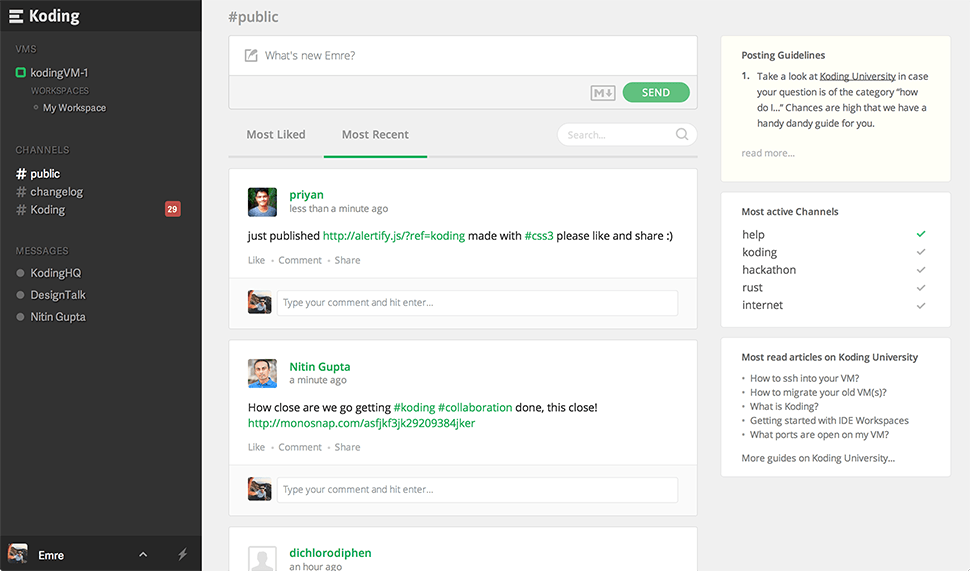 Koding
VMS
kodingVM-1
WORKSPACES
My Workspace
CHANNELS
# public
# changelog
# Koding 29
MESSAGES
KodingHQ
DesignTalk
Nitin Gupta
Emre
#public
What's new Emre?
M SEND
Most Liked Most Recent Search...
priyan
less than a minute ago
just published http://alertify.js/?ref=koding made with #css3 please like and share :)
Like • Comment • Share
Type your comment and hit enter...
Nitin Gupta
a minute ago
How close are we go getting #koding #collaboration done, this close!
http://monosnap.com/asfjkf3jk29209384jker
Like • Comment • Share
Type your comment and hit enter...
dichlorodiphen
an hour ago
Posting Guidelines
1. Take a look at Koding University in case
your question is of the category “how
do I...” Chances are high that we have a
handy dandy guide for you.
read more...
Most active Channels
help
koding
hackathon
rust
internet
Most read articles on Koding University
• How to ssh into your VM?
• How to migrate your old VM(s)?
• What is Koding?
• Getting started with IDE Workspaces
• What ports are open on my VM?
More guides on Koding University...